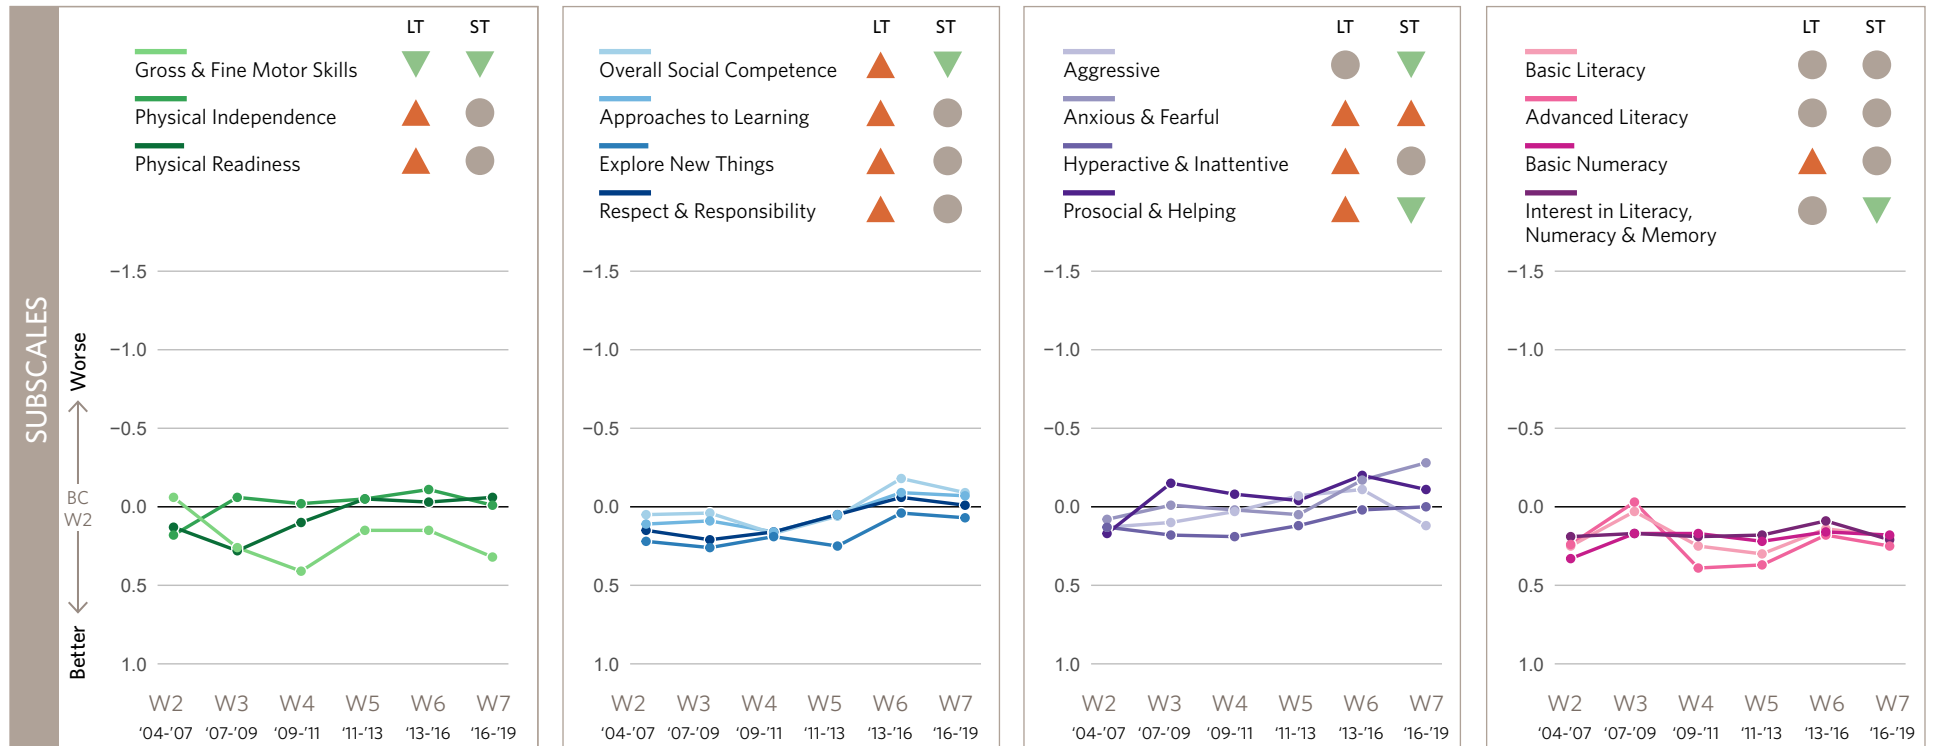 SUBSCALES
Worse
BC
W2
Better
LT ST
Gross & Fine Motor Skills
Physical Independence
Physical Readiness
−1.5
−1.0
−0.5
0.0
0.5
1.0
W2 W3 W4 W5 W6 W7
‘04-’07 ‘07-’09 ‘09-’11 ‘11-’13 ‘13-’16 ‘16-’19
LT ST
Overall Social Competence
Approaches to Learning
Explore New Things
Respect & Responsibility
−1.5
−1.0
−0.5
0.0
0.5
1.0
W2 W3 W4 W5 W6 W7
‘04-’07 ‘07-’09 ‘09-’11 ‘11-’13 ‘13-’16 ‘16-’19
LT ST
Aggressive
Anxious & Fearful
Hyperactive & Inattentive
Prosocial & Helping
−1.5
−1.0
−0.5
0.0
0.5
1.0
W2 W3 W4 W5 W6 W7
‘04-’07 ‘07-’09 ‘09-’11 ‘11-’13 ‘13-’16 ‘16-’19
LT ST
Basic Literacy
Advanced Literacy
Basic Numeracy
Interest in Literacy,
Numeracy & Memory
−1.5
−1.0
−0.5
0.0
0.5
1.0
W2 W3 W4 W5 W6 W7
‘04-’07 ‘07-’09 ‘09-’11 ‘11-’13 ‘13-’16 ‘16-’19